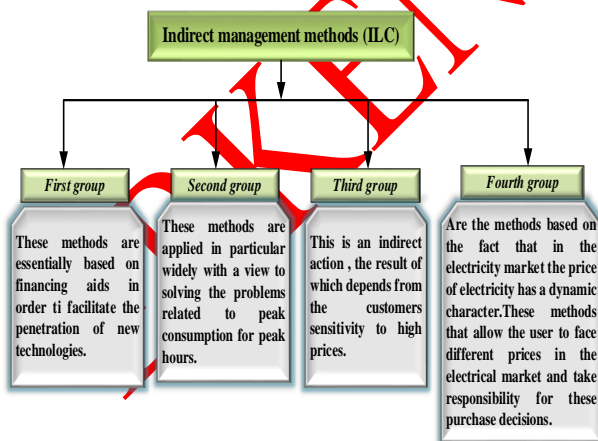 Indirect management methods (ILC)
First group
These methods are
essentially based on
financing aids in
order ti facilitate the
penetration of new
technologies.
Second group
These methods are
applied in particular
widely with a view to
solving the problems
related to peak
consumption for peak
hours.
Third group
This is an indirect
action , the result of
which depends from
the customers
sensitivity to high
prices.
Fourth group
Are the methods based on
the fact that in the
electricity market the price
of electricity has a dynamic
character.These methods
that allow the user to face
different prices in the
electrical market and take
responsibility for these
purchase decisions.